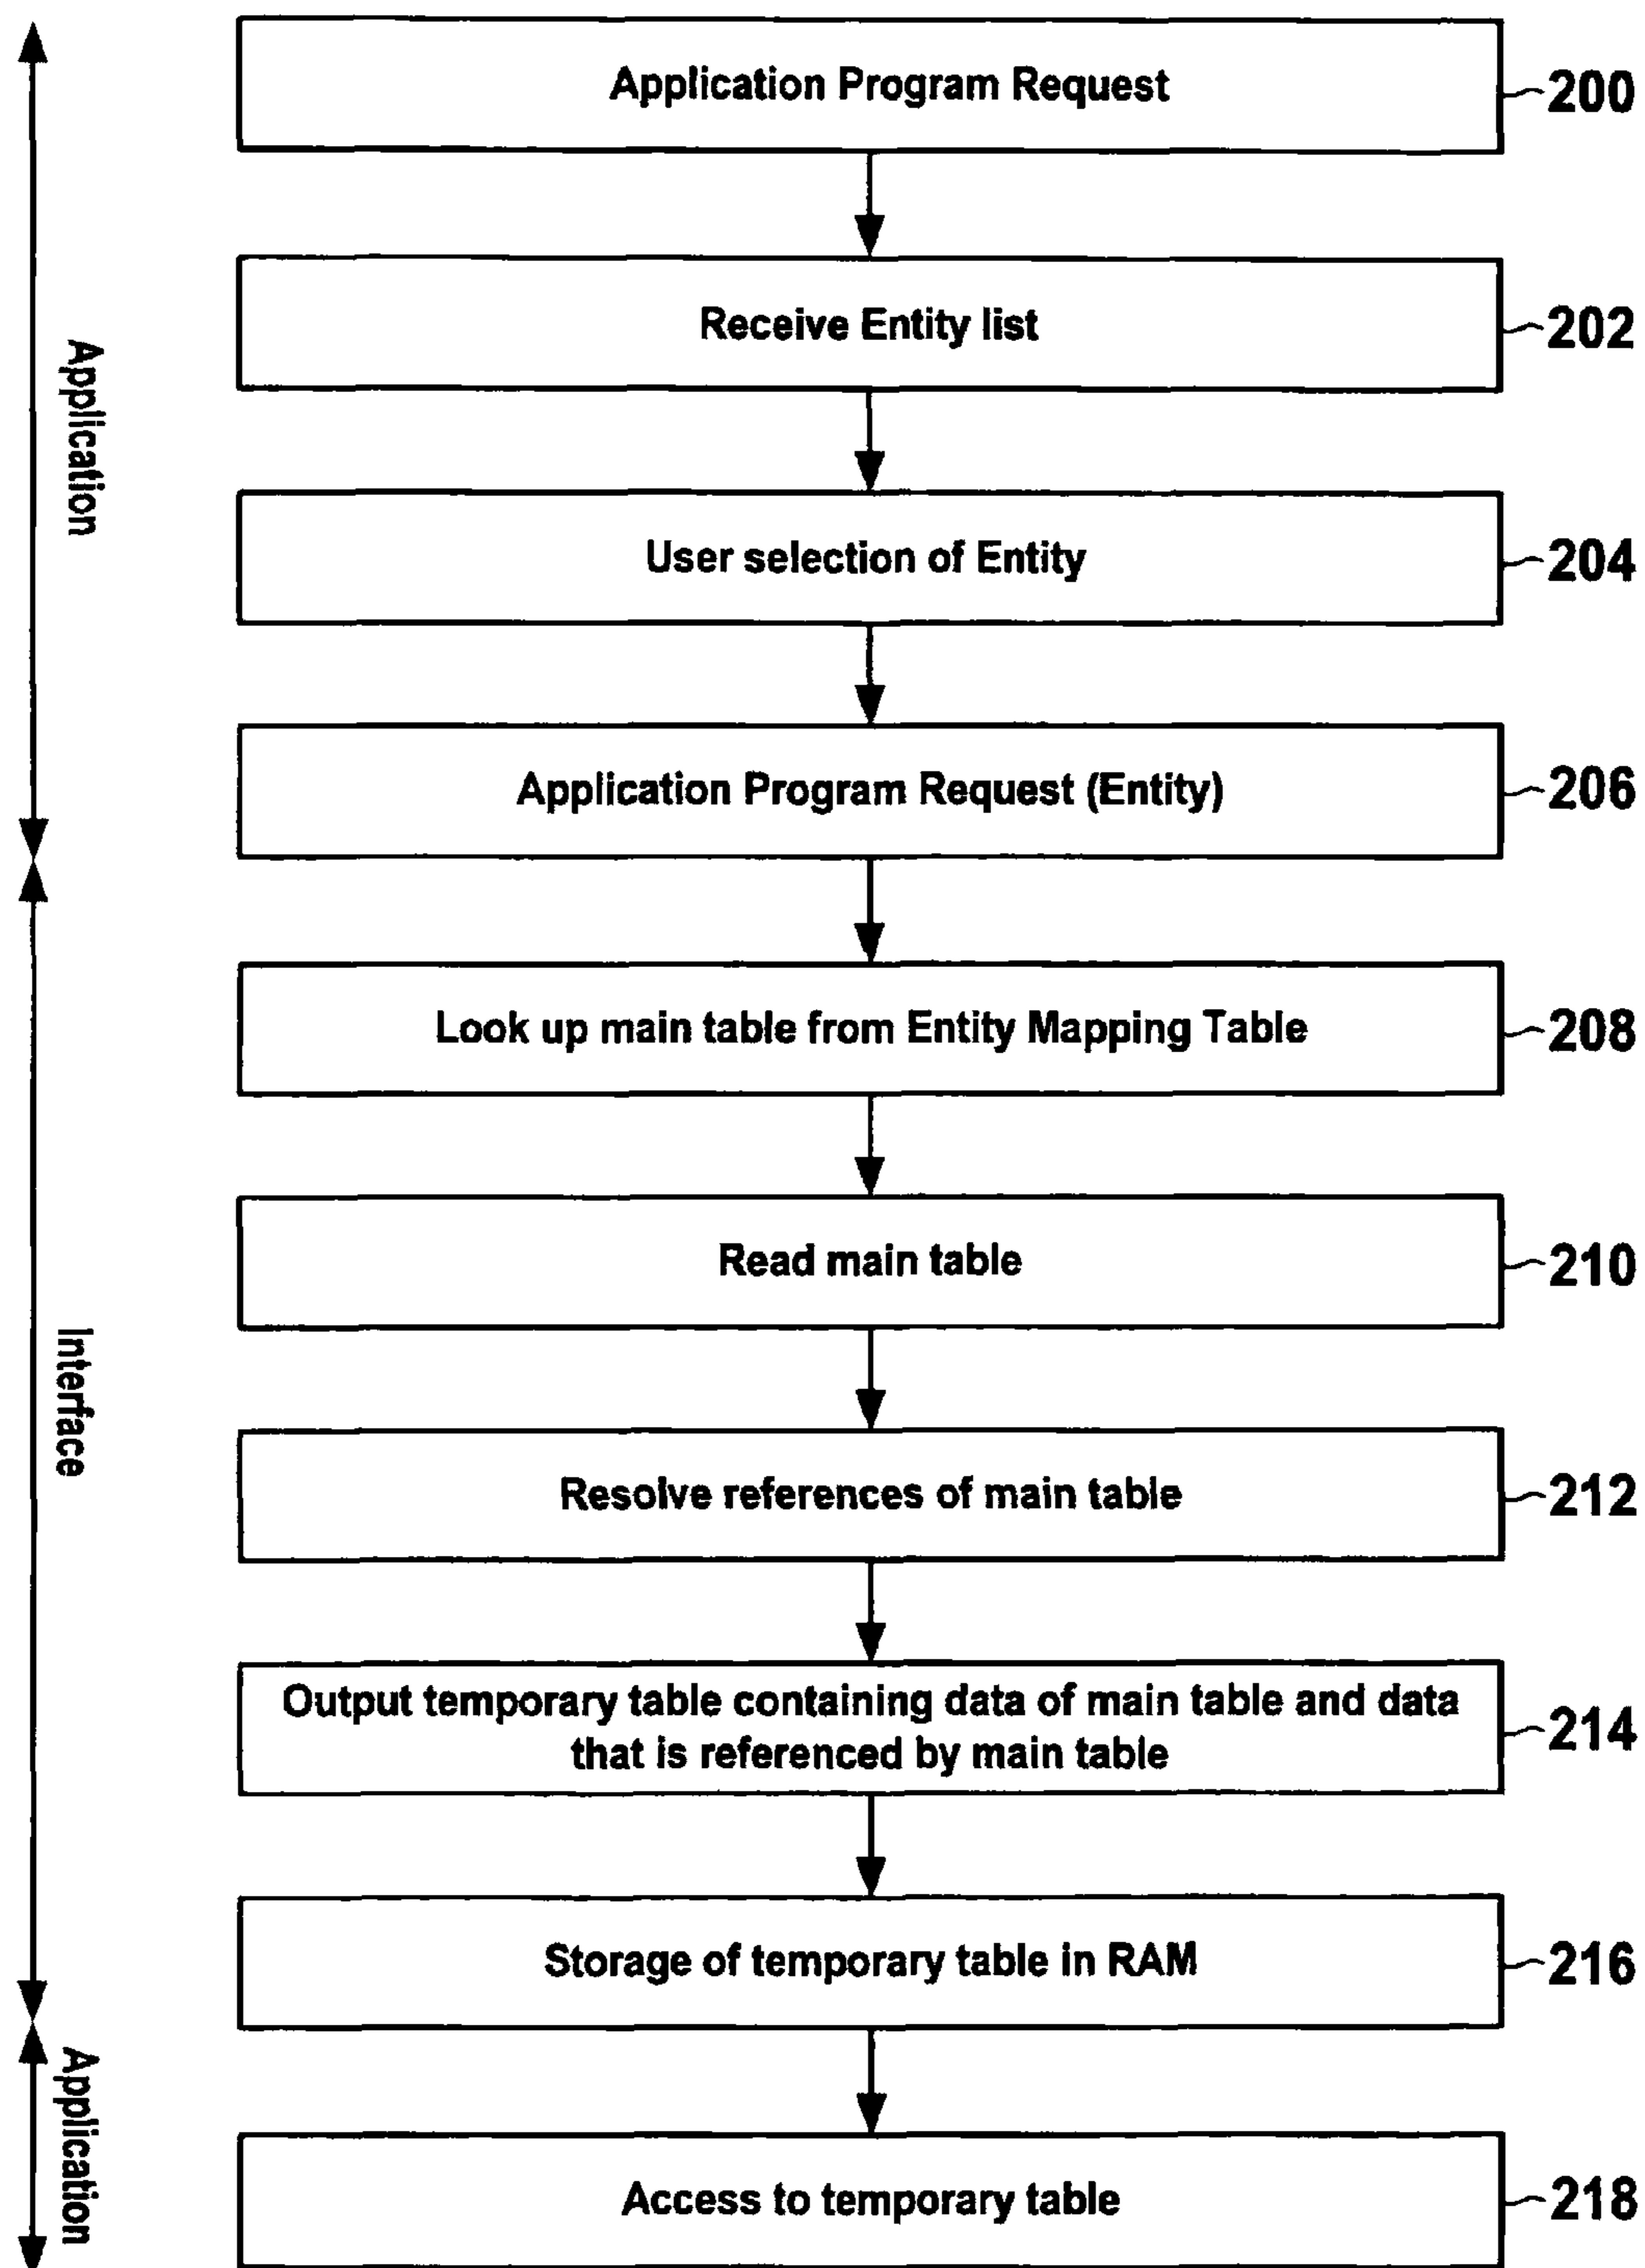 Application Program Request
200
Receive Entity list
202
Application
User selection of Entity
204
Application Program Request (Entity)
206
Look up main table from Entity Mapping Table
208
Read main table
210
Interface
Resolve references of main table
212
Output temporary table containing data of main table and data
that is referenced by main table
214
Storage of temporary table in RAM
216
Application
Access to temporary table
218